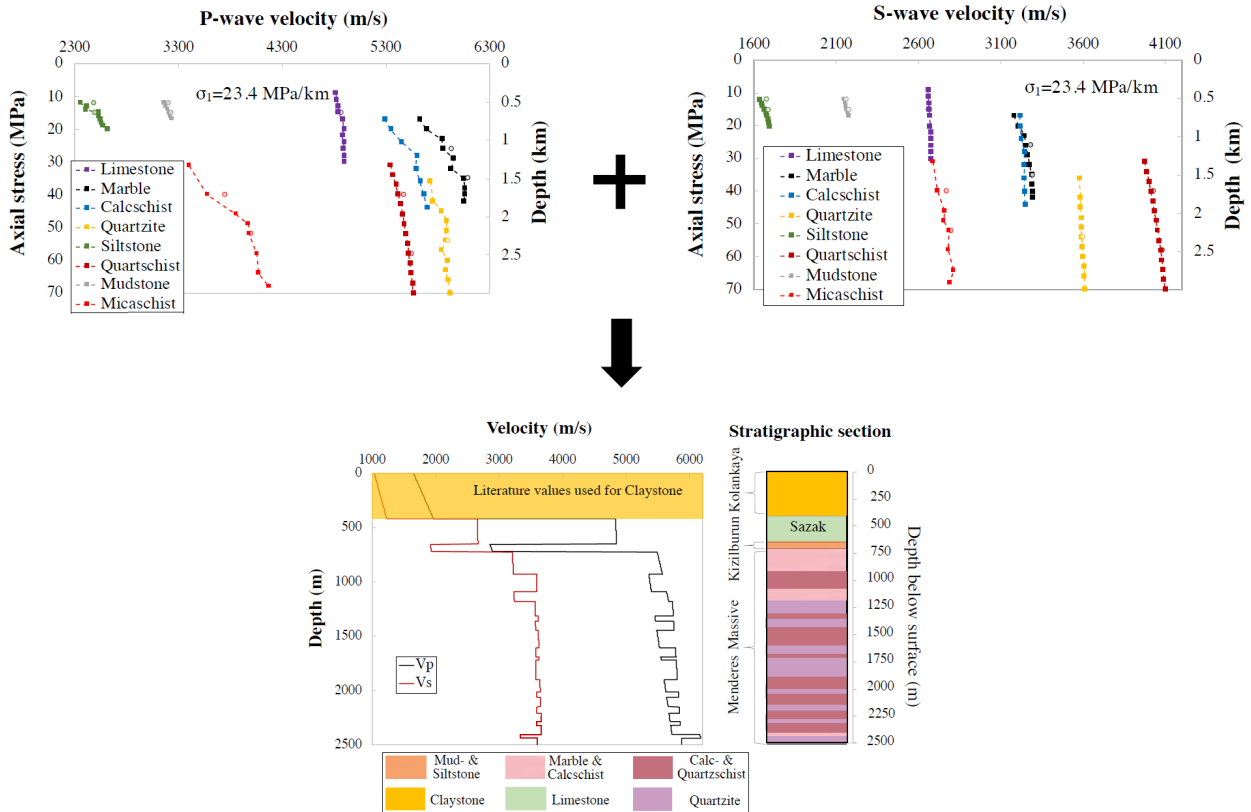 P-wave velocity (m/s)
2300 3300 4300 5300 6300
Axial stress (MPa)
0
10
20
30
40
50
60
70
σ1=23.4 MPa/km
Limestone
Marble
Calcschist
Quartzite
Siltstone
Quartschist
Mudstone
Micaschist
0
0.5
1
1.5
2
2.5
Depth (km)
S-wave velocity (m/s)
1600 2100 2600 3100 3600 4100
Axial stress (MPa)
0
10
20
30
40
50
60
70
σ1=23.4 MPa/km
Limestone
Marble
Calcschist
Quartzite
Siltstone
Quartschist
Mudstone
Micaschist
0
0.5
1
1.5
2
2.5
Depth (km)
Velocity (m/s)
1000 2000 3000 4000 5000 6000
Depth (m)
0
500
1000
1500
2000
2500
Literature values used for Claystone
Vp
Vs
Stratigraphic section
Kolankaya
Kizilburun
Menderes Massive
Sazak
0
250
500
750
1000
1250
1500
1750
2000
2250
2500
Depth below surface (m)
Mud- &
Siltstone
Marble &
Calcschist
Calc- &
Quartzschist
Claystone
Limestone
Quartzite